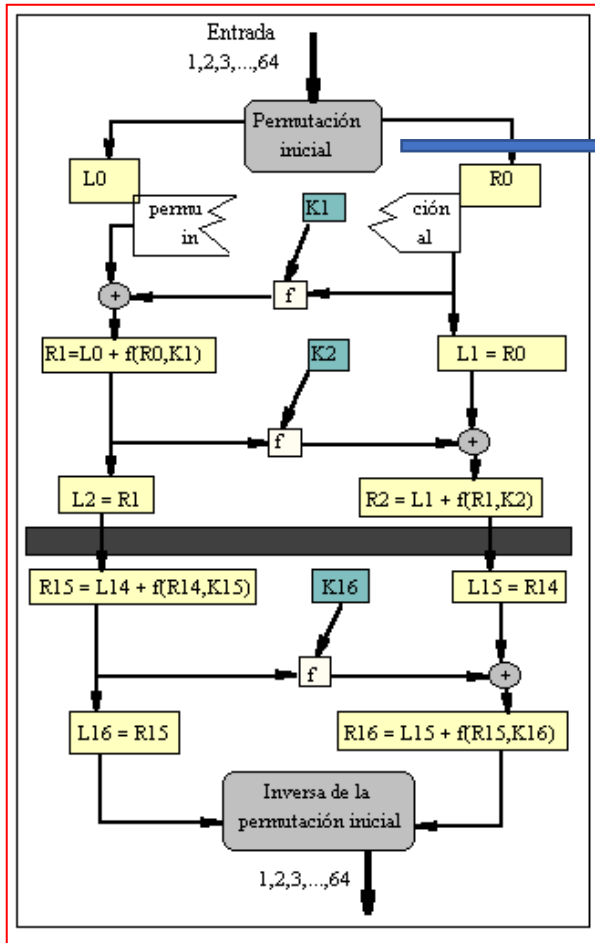 Entrada
1,2,3,...,64
Permutación
inicial
L0
R0
permu
in
K1
ción
al
+
f
R1=L0 + f(R0,K1)
K2
L1 = R0
f
+
L2 = R1
R2 = L1 + f(R1,K2)
R15 = L14 + f(R14,K15)
K16
L15 = R14
f
+
L16 = R15
R16 = L15 + f(R15,K16)
Inversa de la
permutación inicial
1,2,3,...,64